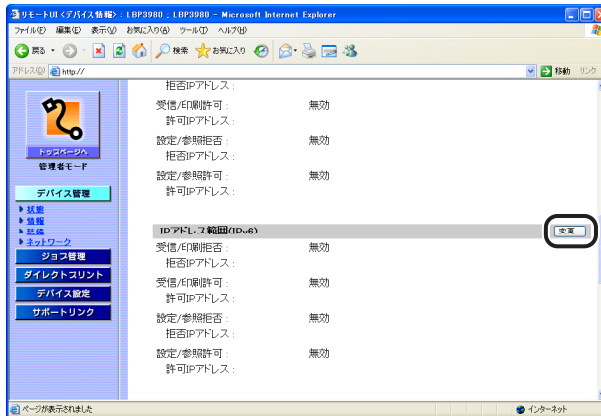 リモートUI <デバイス情報> : LBP3980 ; LBP3980 - Microsoft Internet Explorer
ファイル(F) 編集(E) 表示(V) お気に入り(A) ツール(T) ヘルプ(H)
戻る 検索 お気に入り
アドレス(D) http:// 移動 リンク
トップページへ
管理者モード
デバイス管理
状態
情報
装備
ネットワーク
ジョブ管理
ダイレクトプリント
デバイス設定
サポートリンク
拒否IPアドレス :
受信/印刷許可 : 無効
許可IPアドレス :
設定/参照拒否 : 無効
拒否IPアドレス :
設定/参照許可 : 無効
許可IPアドレス :
IPアドレス範囲(IPv6) 変更
受信/印刷拒否 : 無効
拒否IPアドレス :
受信/印刷許可 : 無効
許可IPアドレス :
設定/参照拒否 : 無効
拒否IPアドレス :
設定/参照許可 : 無効
許可IPアドレス :
ページが表示されました インターネット